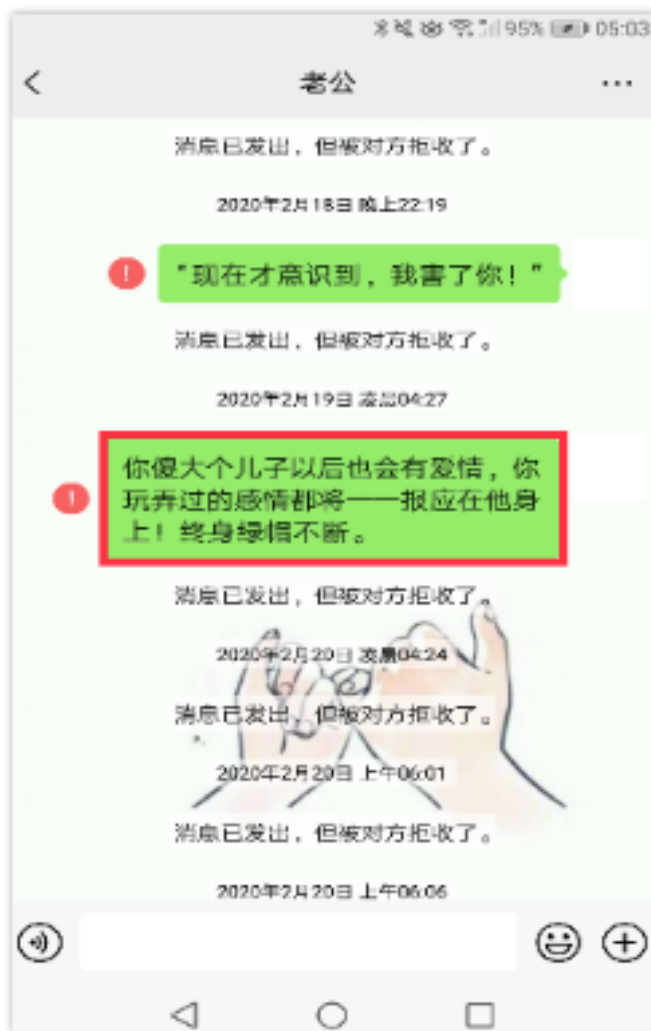 95% 05:03
老公
消息已发出，但被对方拒收了。
2020年2月18日 晚上22:19
“现在才意识到，我害了你！”
消息已发出，但被对方拒收了。
2020年2月19日 凌晨04:27
你傻大个儿子以后也会有爱情，你
玩弄过的感情都将一一报应在他身
上！终身绿帽不断。
消息已发出，但被对方拒收了。
2020年2月20日 凌晨04:24
消息已发出，但被对方拒收了。
2020年2月20日 上午06:01
消息已发出，但被对方拒收了。
2020年2月20日 上午06:06